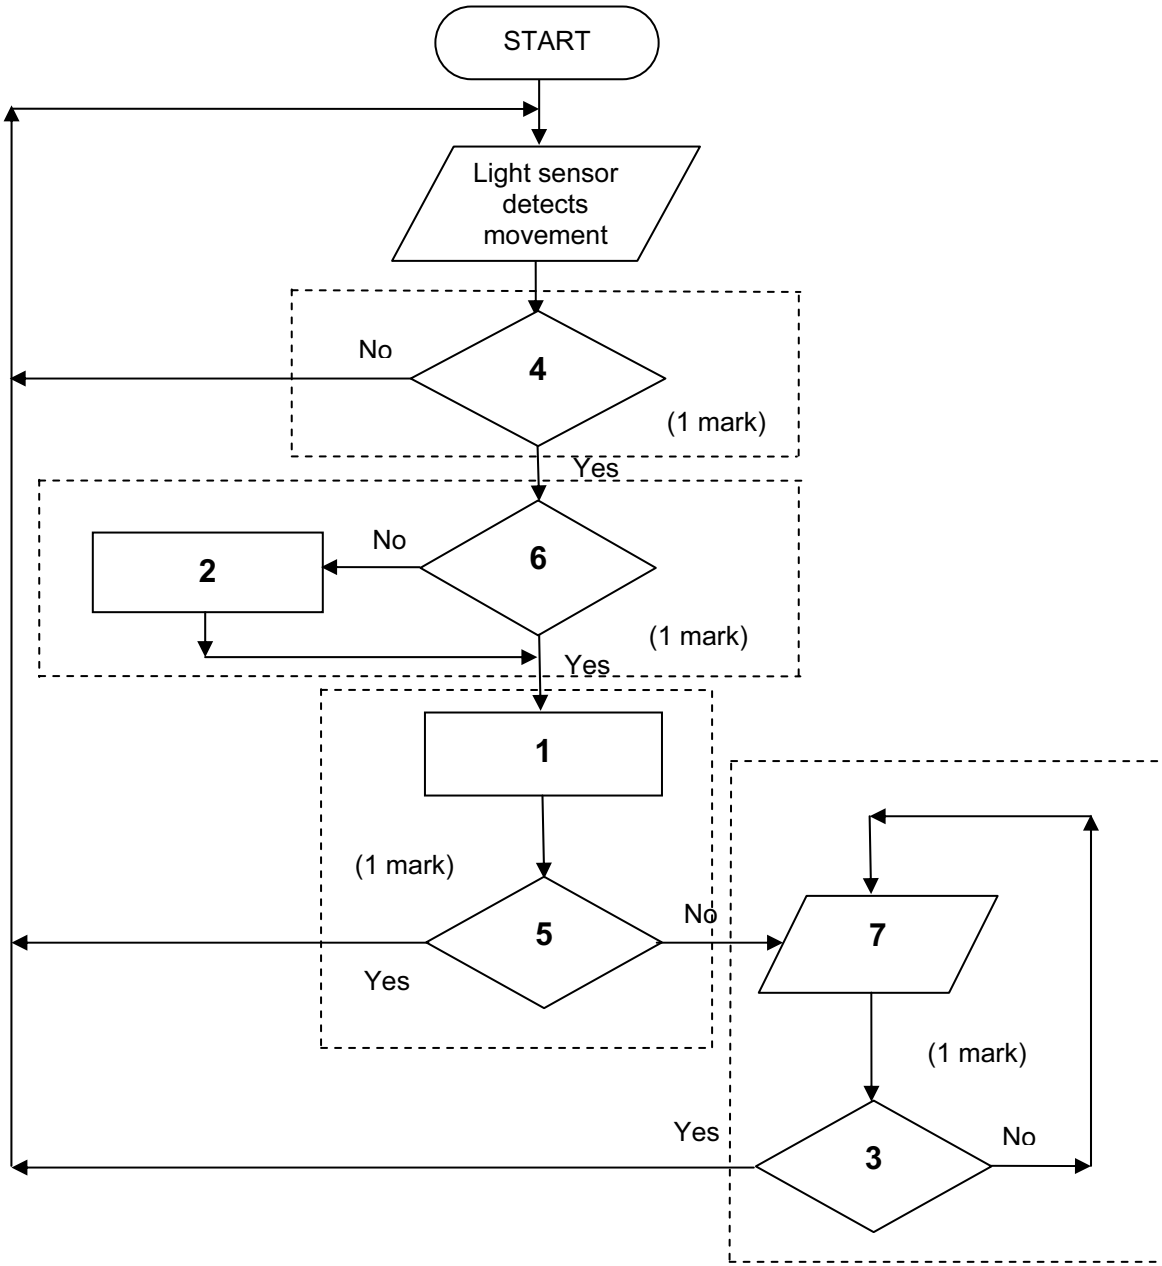 START
Light sensor
detects
movement
No
4
(1 mark)
Yes
No
6
2
(1 mark)
Yes
1
(1 mark)
No
5
7
Yes
(1 mark)
Yes
No
3